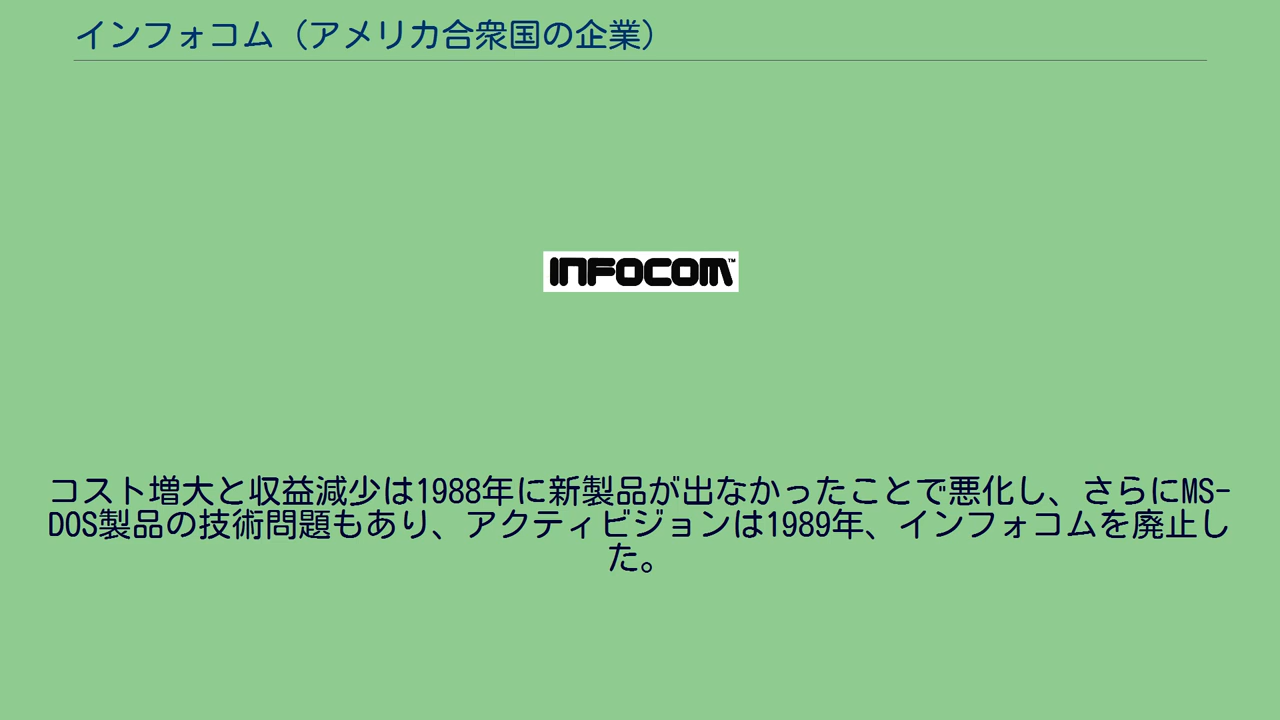 インフォコム（アメリカ合衆国の企業）
INFOCOM™
コスト増大と収益減少は1988年に新製品が出なかったことで悪化し、さらにMS-
DOS製品の技術問題もあり、アクティビジョンは1989年、インフォコムを廃止し
た。